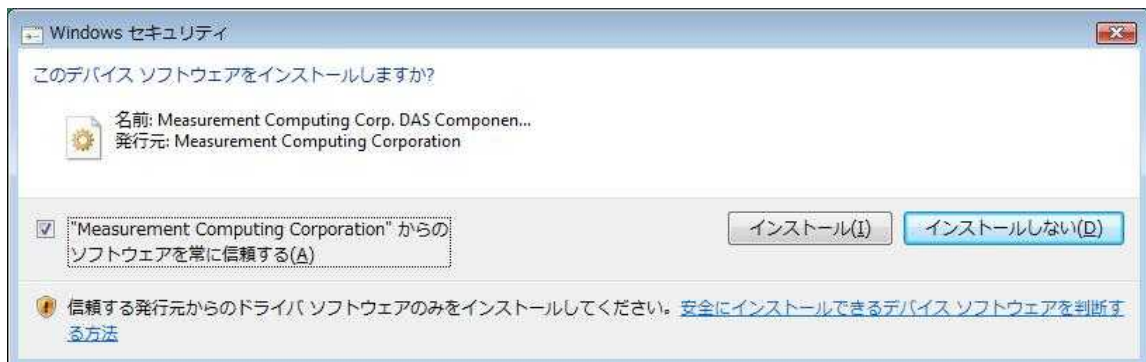 Windows セキュリティ
このデバイス ソフトウェアをインストールしますか?
名前: Measurement Computing Corp. DAS Componen...
発行元: Measurement Computing Corporation
"Measurement Computing Corporation" からの
ソフトウェアを常に信頼する(A)
インストール(I)
インストールしない(D)
信頼する発行元からのドライバ ソフトウェアのみをインストールしてください。安全にインストールできるデバイス ソフトウェアを判断す
る方法